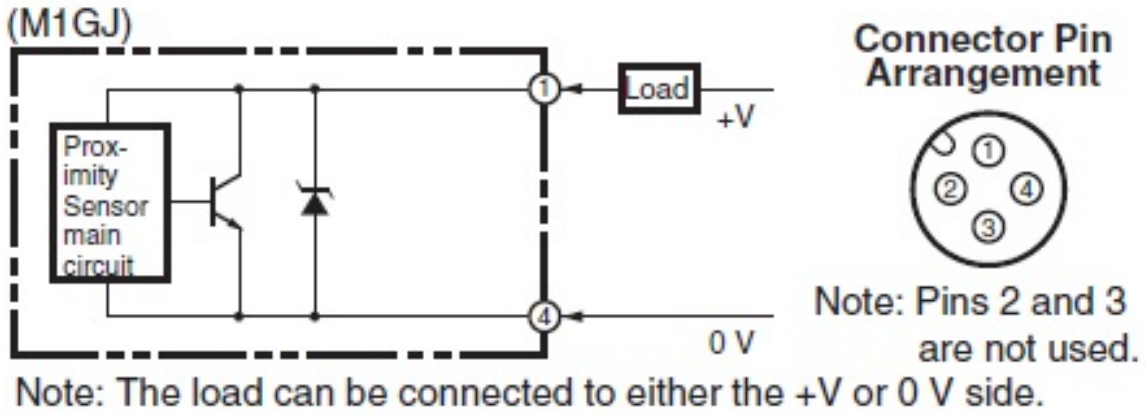 (M1GJ)
Prox-
imity
Sensor
main
circuit
1
Load
+V
4
0 V
Connector Pin
Arrangement
1
2
4
3
Note: Pins 2 and 3
are not used.
Note: The load can be connected to either the +V or 0 V side.